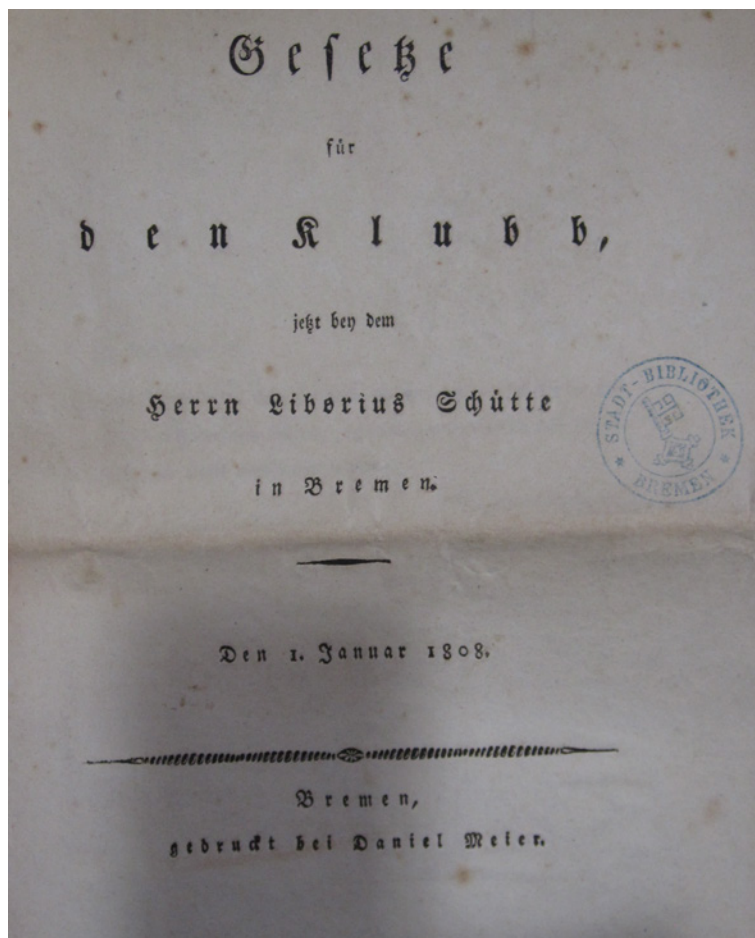 Gesetze
für
den Klubb,
jetzt bey dem
Herrn Liborius Schütte
in Bremen.
Den 1. Januar 1808.
Bremen,
gedruckt bei Daniel Meier.
STADT-BIBLIOTHEK
BREMEN